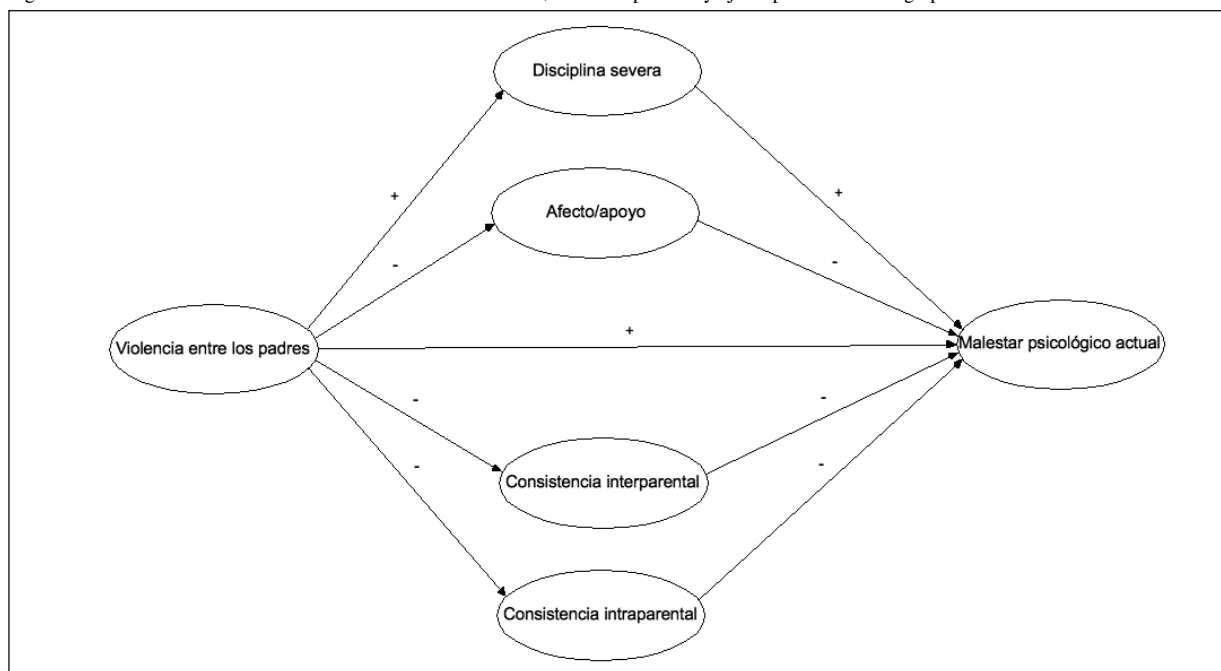 Disciplina severa
+
+
Afecto/apoyo
-
-
+
Violencia entre los padres
Malestar psicológico actual
-
-
Consistencia interparental
-
-
Consistencia intraparental